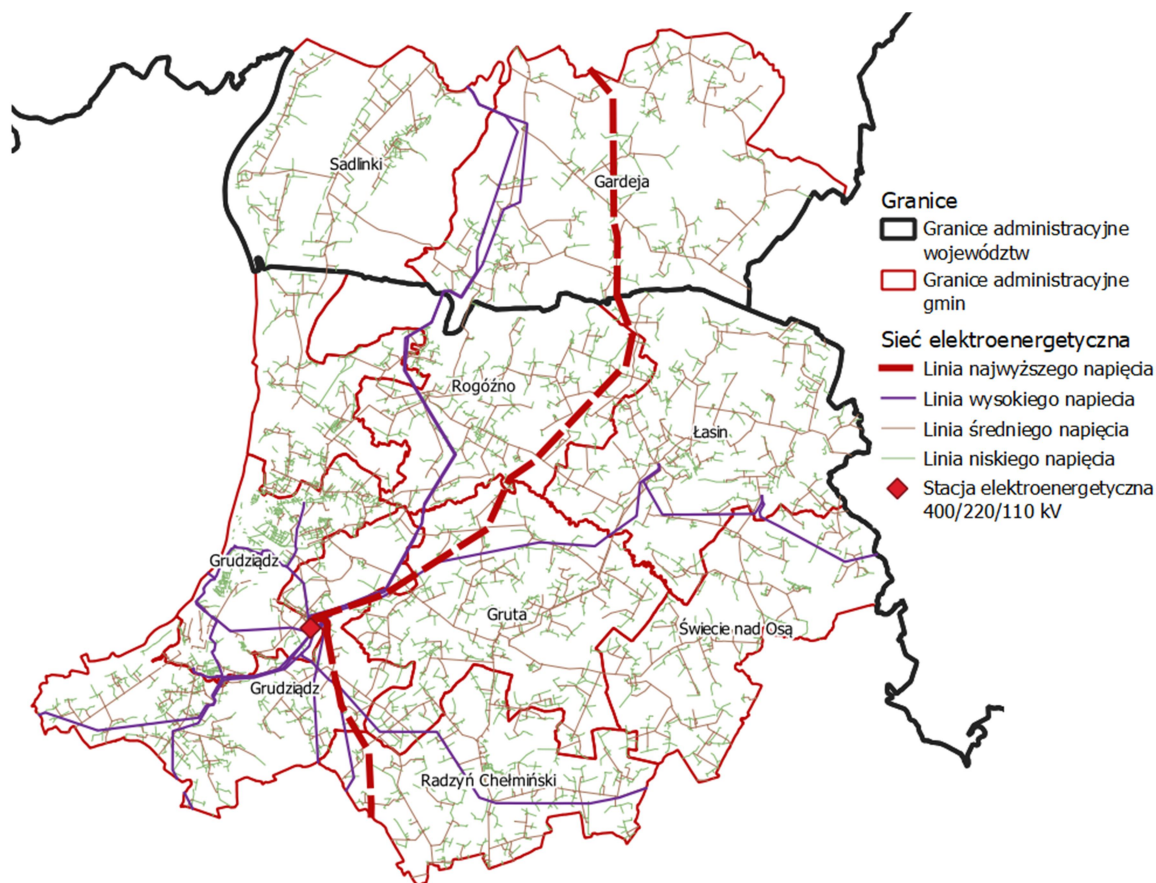 Sadlinki
Gardeja
Rogóźno
Łasin
Grudziądz
Gruta
Świecie nad Osą
Grudziądz
Radzyń Chełmiński
Granice
Granice administracyjne
województw
Granice administracyjne
gmin
Sieć elektroenergetyczna
Linia najwyższego napięcia
Linia wysokiego napiecia
Linia średniego napięcia
Linia niskiego napięcia
Stacja elektroenergetyczna
400/220/110 kV